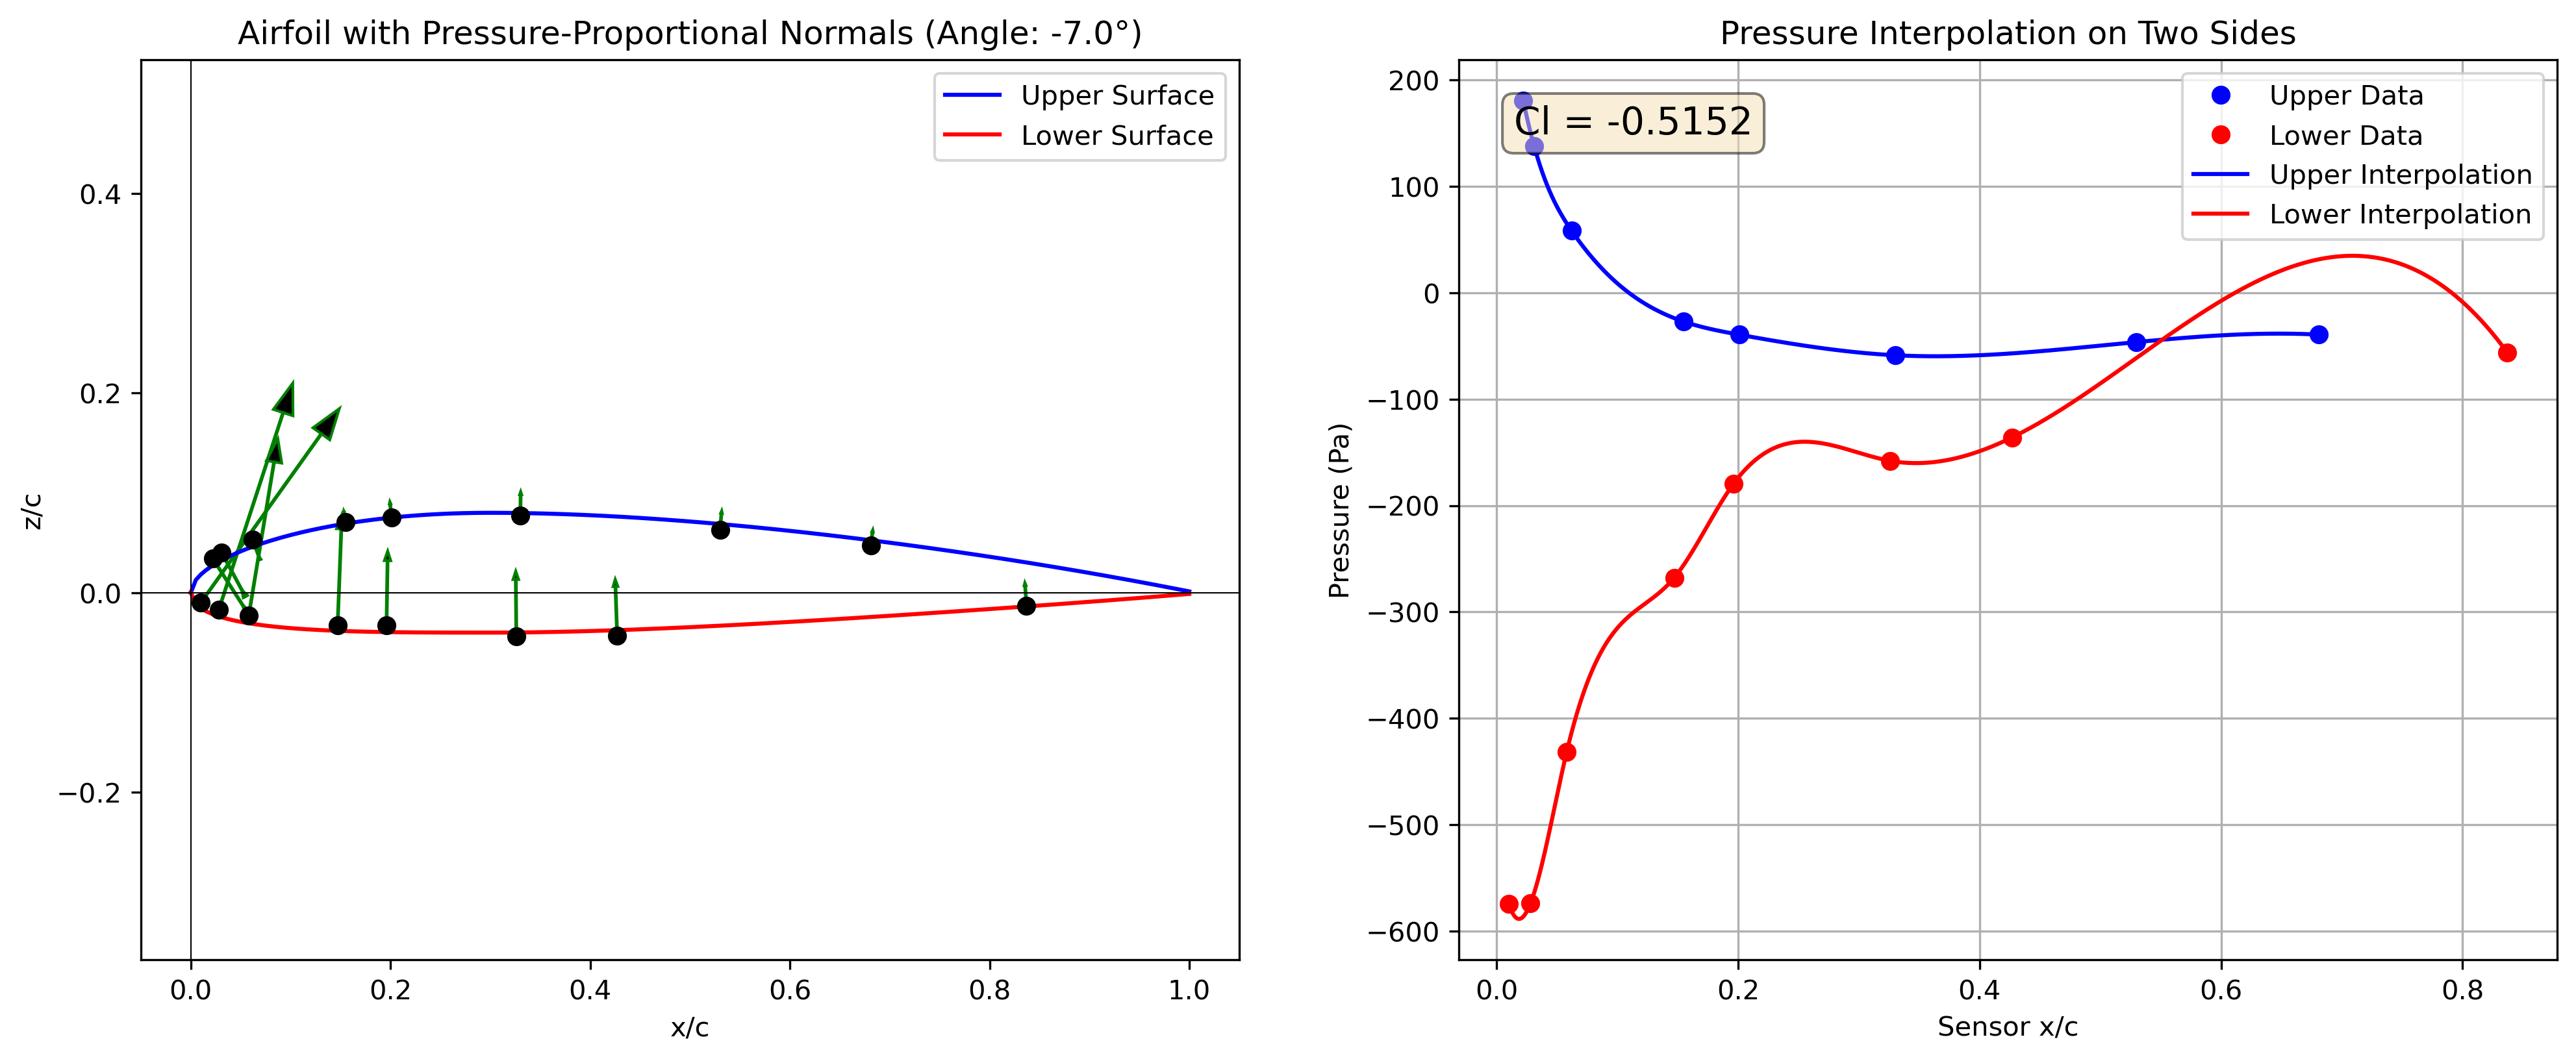 Airfoil with Pressure-Proportional Normals (Angle: -7.0°)
Upper Surface
Lower Surface
z/c
0.4
0.2
0.0
−0.2
0.0 0.2 0.4 0.6 0.8 1.0
x/c
Pressure Interpolation on Two Sides
Cl = -0.5152
Upper Data
Lower Data
Upper Interpolation
Lower Interpolation
Pressure (Pa)
200
100
0
−100
−200
−300
−400
−500
−600
0.0 0.2 0.4 0.6 0.8
Sensor x/c